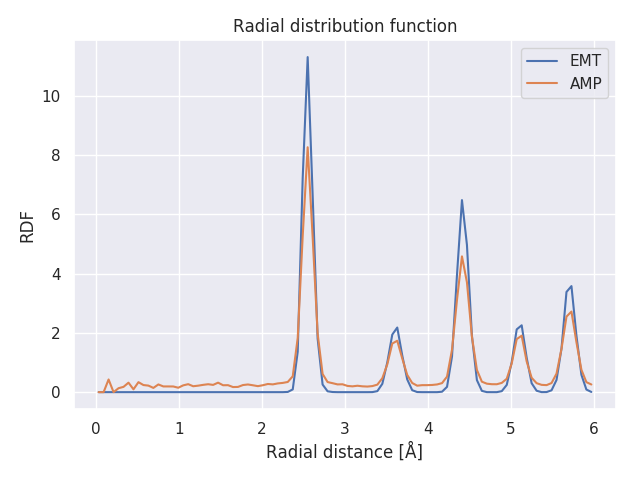 Radial distribution function
EMT
AMP
10
8
6
4
2
0
RDF
0 1 2 3 4 5 6
Radial distance [Å]